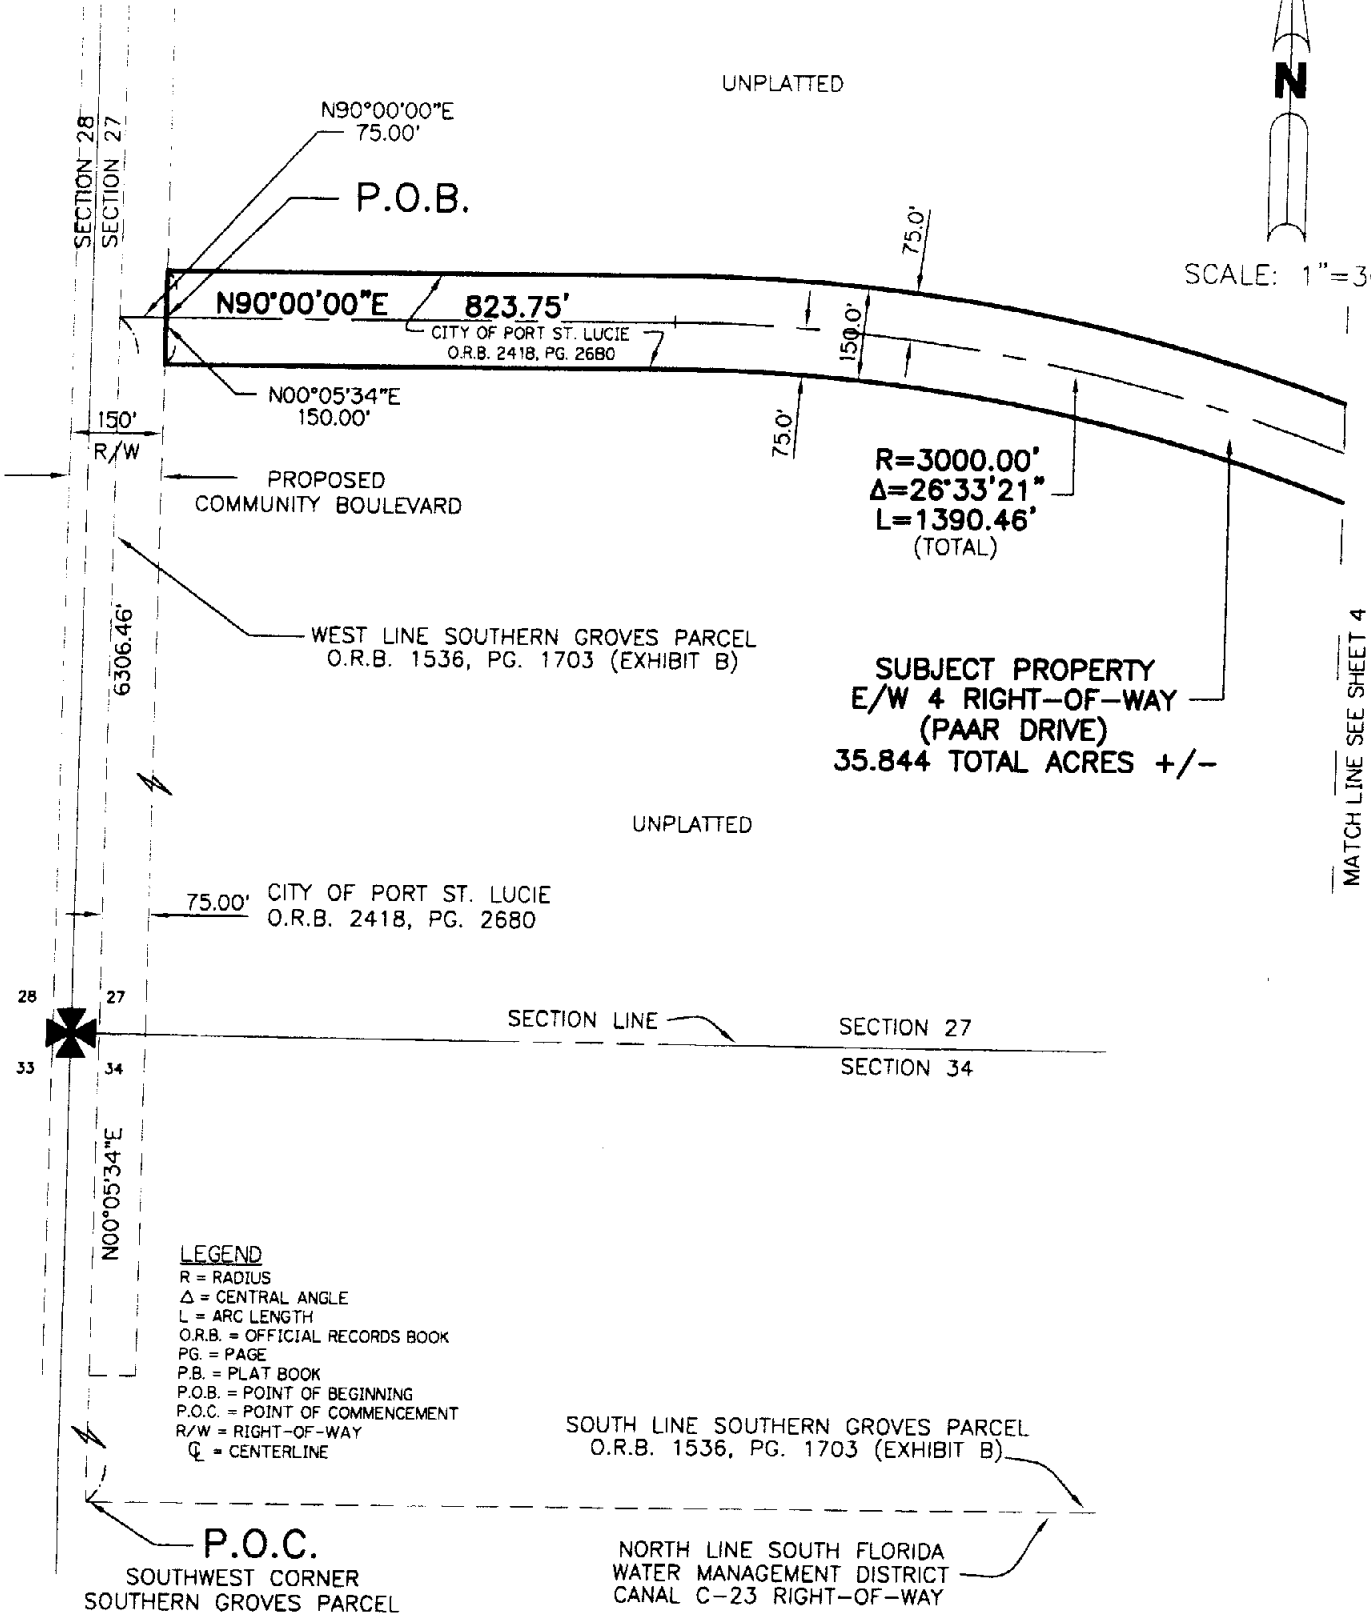 UNPLATTED
N
SCALE: 1"=3
SECTION 28
SECTION 27
N90°00'00"E
75.00'
P.O.B.
N90°00'00"E 823.75'
CITY OF PORT ST. LUCIE
O.R.B. 2418, PG. 2680
75.0'
150.0'
75.0'
N00°05'34"E
150.00'
150'
R/W
PROPOSED
COMMUNITY BOULEVARD
R=3000.00'
Δ=26°33'21"
L=1390.46'
(TOTAL)
6306.46'
WEST LINE SOUTHERN GROVES PARCEL
O.R.B. 1536, PG. 1703 (EXHIBIT B)
SUBJECT PROPERTY
E/W 4 RIGHT-OF-WAY
(PAAR DRIVE)
35.844 TOTAL ACRES +/-
MATCH LINE SEE SHEET 4
UNPLATTED
75.00'
CITY OF PORT ST. LUCIE
O.R.B. 2418, PG. 2680
28 27
33 34
SECTION LINE
SECTION 27
SECTION 34
N00°05'34"E
LEGEND
R = RADIUS
Δ = CENTRAL ANGLE
L = ARC LENGTH
O.R.B. = OFFICIAL RECORDS BOOK
PG. = PAGE
P.B. = PLAT BOOK
P.O.B. = POINT OF BEGINNING
P.O.C. = POINT OF COMMENCEMENT
R/W = RIGHT-OF-WAY
℄ = CENTERLINE
SOUTH LINE SOUTHERN GROVES PARCEL
O.R.B. 1536, PG. 1703 (EXHIBIT B)
P.O.C.
SOUTHWEST CORNER
SOUTHERN GROVES PARCEL
NORTH LINE SOUTH FLORIDA
WATER MANAGEMENT DISTRICT
CANAL C-23 RIGHT-OF-WAY